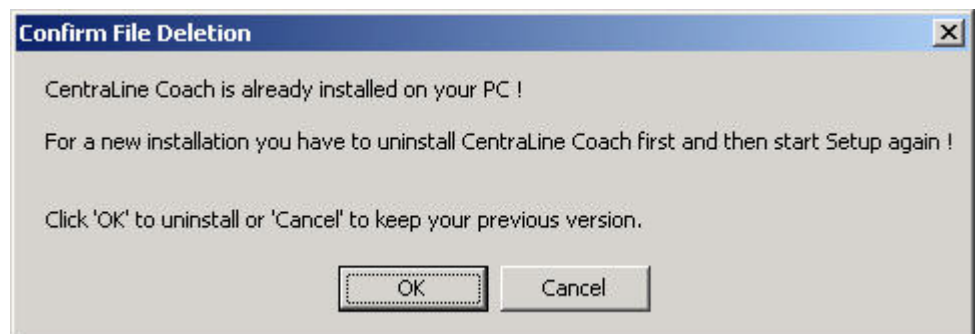 Confirm File Deletion
CentraLine Coach is already installed on your PC !
For a new installation you have to uninstall CentraLine Coach first and then start Setup again !
Click 'OK' to uninstall or 'Cancel' to keep your previous version.
OK
Cancel